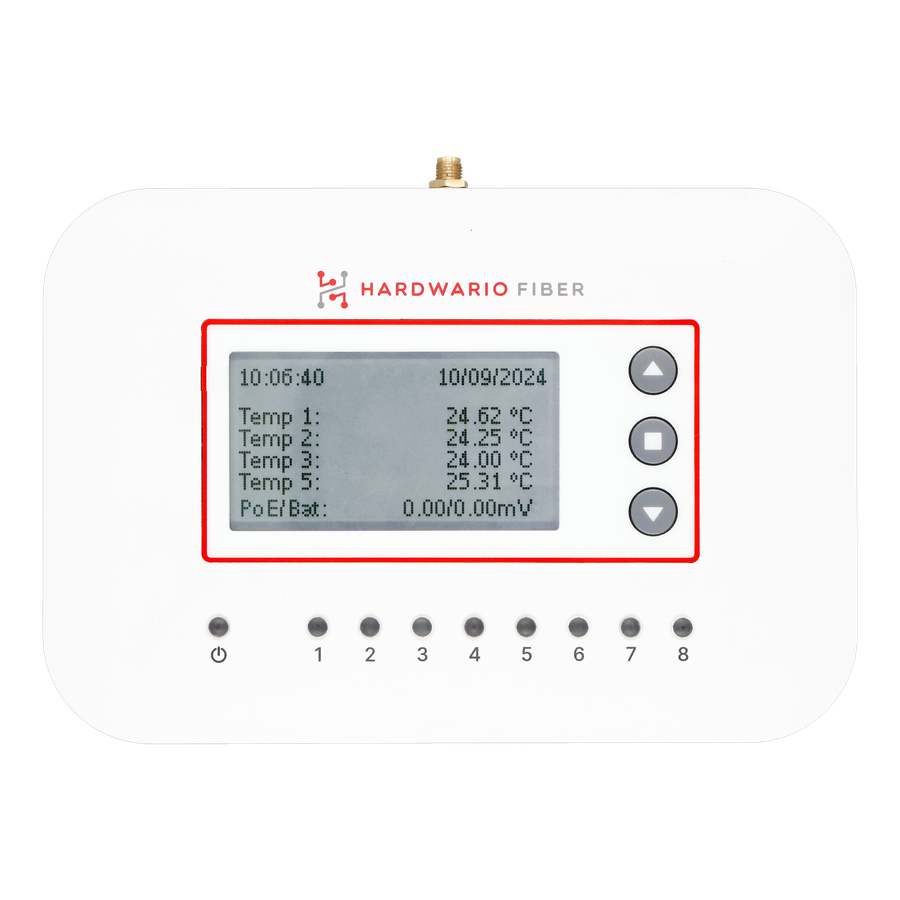 HARDWARIO FIBER
10:06:40 10/09/2024
Temp 1: 24.62 °C
Temp 2: 24.25 °C
Temp 3: 24.00 °C
Temp 5: 25.31 °C
PoE/Bat: 0.00/0.00mV
1 2 3 4 5 6 7 8